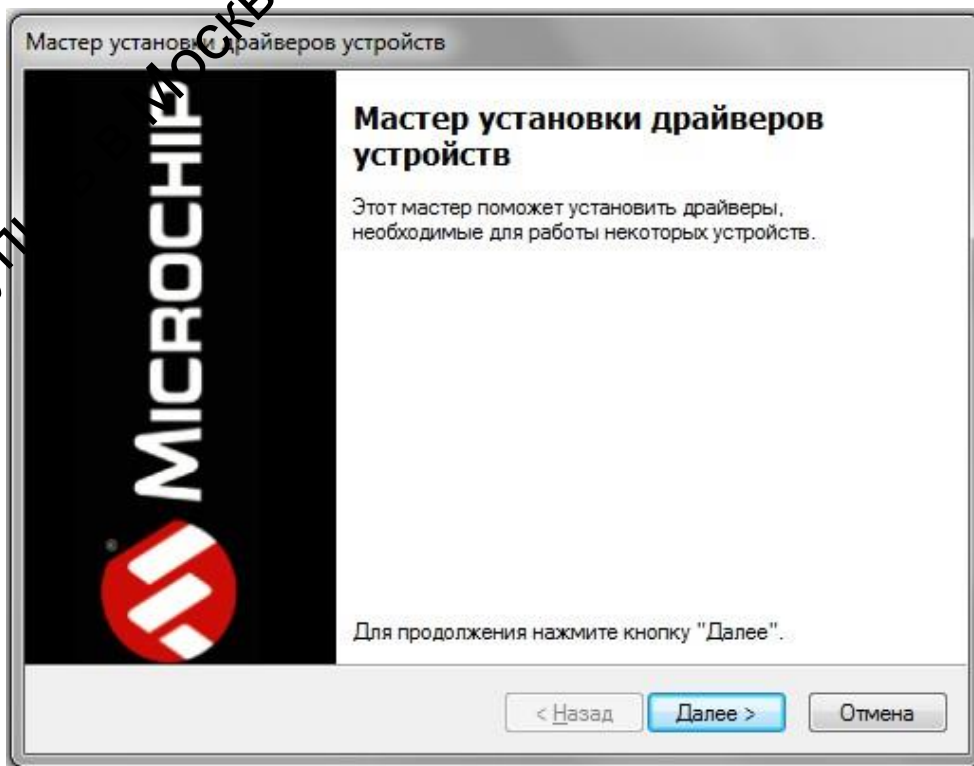 Мастер установки драйверов устройств
MICROCHIP
Мастер установки драйверов
устройств
Этот мастер поможет установить драйверы,
необходимые для работы некоторых устройств.
Для продолжения нажмите кнопку "Далее".
< Назад
Далее >
Отмена